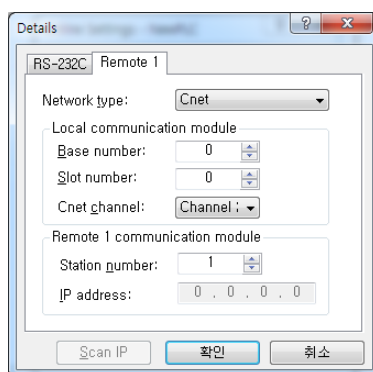 Details
RS-232C Remote 1
Network type: Cnet
Local communication module
Base number: 0
Slot number: 0
Cnet channel: Channel
Remote 1 communication module
Station number: 1
IP address: 0 . 0 . 0 . 0
Scan IP 확인 취소